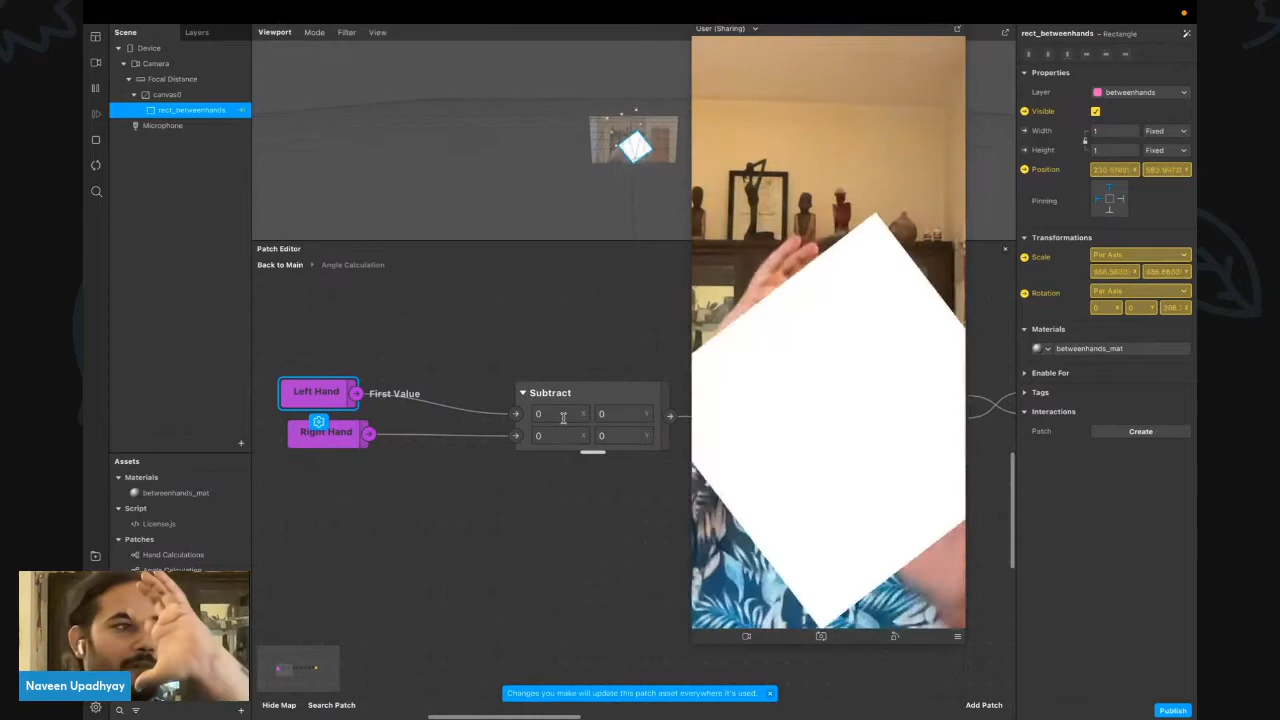 Scene
Layers
Device
Camera
Focal Distance
canvas0
rect_betweenhands
Microphone
Assets
Materials
betweenhands_mat
Script
License.js
Patches
Hand Calculations
Angle Calculation
Naveen Upadhyay
Viewport
Mode
Filter
View
Patch Editor
Back to Main
Angle Calculation
Left Hand
First Value
Right Hand
Subtract
0 X 0 Y
0 X 0 Y
Changes you make will update this patch asset everywhere it's used.
Hide Map
Search Patch
Add Patch
User (Sharing)
rect_betweenhands – Rectangle
Properties
Layer
betweenhands
Visible
Width
1
Fixed
Height
1
Fixed
Position
Pinning
Transformations
Scale
Per Axis
Rotation
Per Axis
0 X 0 Y
Materials
betweenhands_mat
Enable For
Tags
Interactions
Patch
Create
Publish